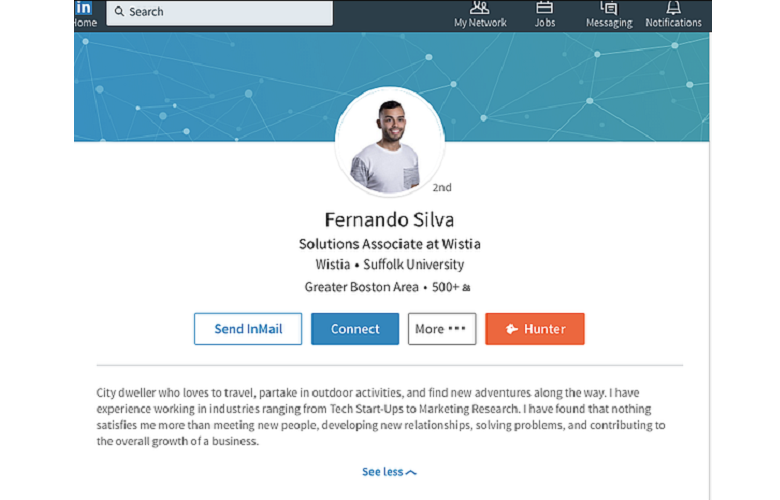 in
Search
Home
My Network
Jobs
Messaging
Notifications
2nd
Fernando Silva
Solutions Associate at Wistia
Wistia • Suffolk University
Greater Boston Area • 500+
Send InMail
Connect
More •••
Hunter
City dweller who loves to travel, partake in outdoor activities, and find new adventures along the way. I have
experience working in industries ranging from Tech Start-Ups to Marketing Research. I have found that nothing
satisfies me more than meeting new people, developing new relationships, solving problems, and contributing to
the overall growth of a business.
See less